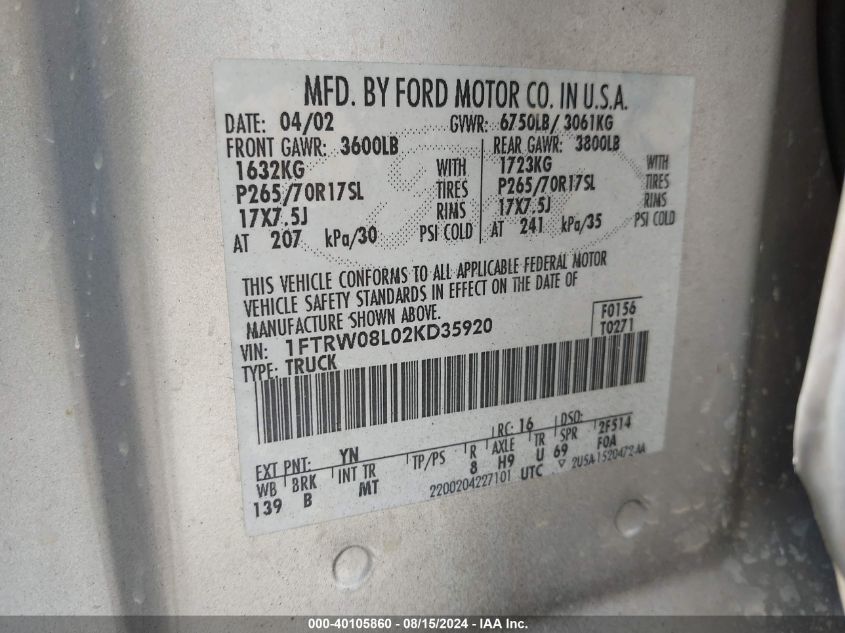 MFD. BY FORD MOTOR CO. IN U.S.A.
DATE: 04/02 GVWR: 6750LB/ 3061KG
FRONT GAWR: 3600LB REAR GAWR: 3800LB
1632KG WITH 1723KG WITH
P265/70R17SL TIRES P265/70R17SL TIRES
17X7.5J RIMS 17X7.5J RIMS
AT 207 kPa/30 PSI COLD AT 241 kPa/35 PSI COLD
THIS VEHICLE CONFORMS TO ALL APPLICABLE FEDERAL MOTOR
VEHICLE SAFETY STANDARDS IN EFFECT ON THE DATE OF
MANUFACTURE SHOWN ABOVE.
F0156
VIN: 1FTRW08L02KD35920 T0271
TYPE: TRUCK
EXT PNT: YN RC: 16 DSO: 2F514
WB BRK INT TR TP/PS R AXLE TR SPR F0A
139 B MT 8 H9 U 69
2200204227101 UTC ▽ 2U5A-1520472-AA
000-40105860 - 08/15/2024 - IAA Inc.